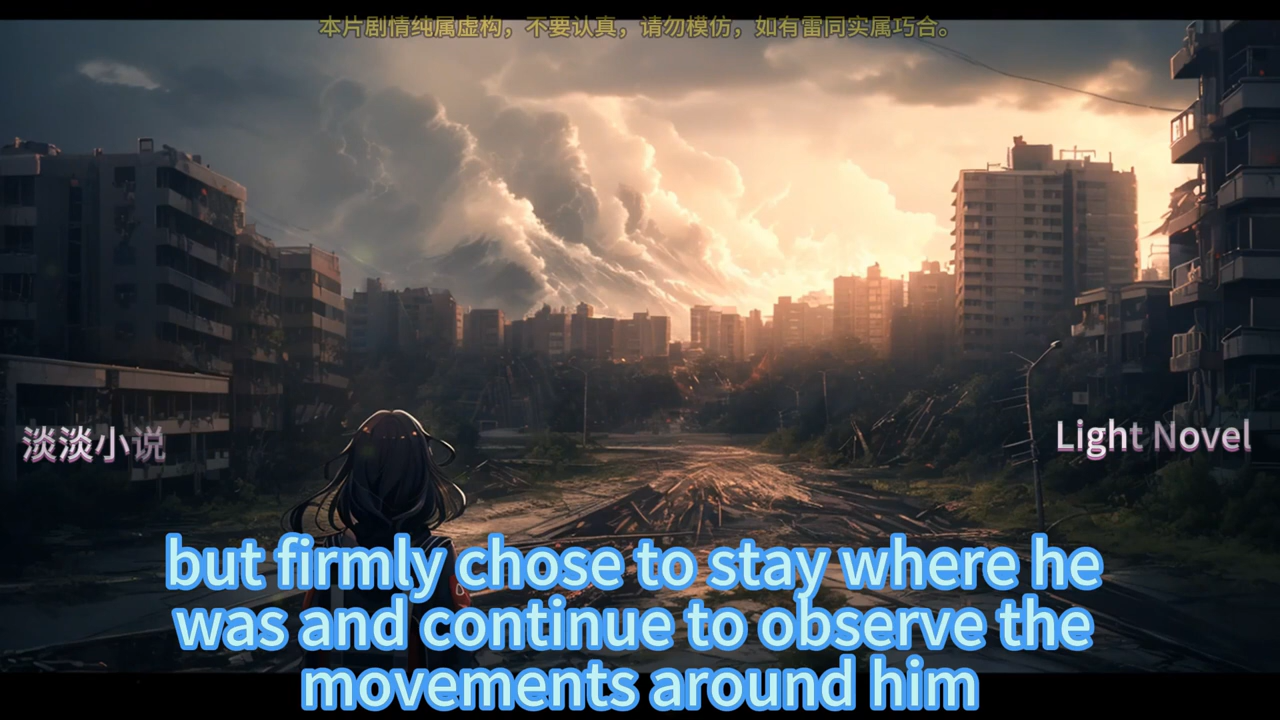 本片剧情纯属虚构，不要认真，请勿模仿，如有雷同实属巧合。
淡淡小说
Light Novel
but firmly chose to stay where he
was and continue to observe the
movements around him